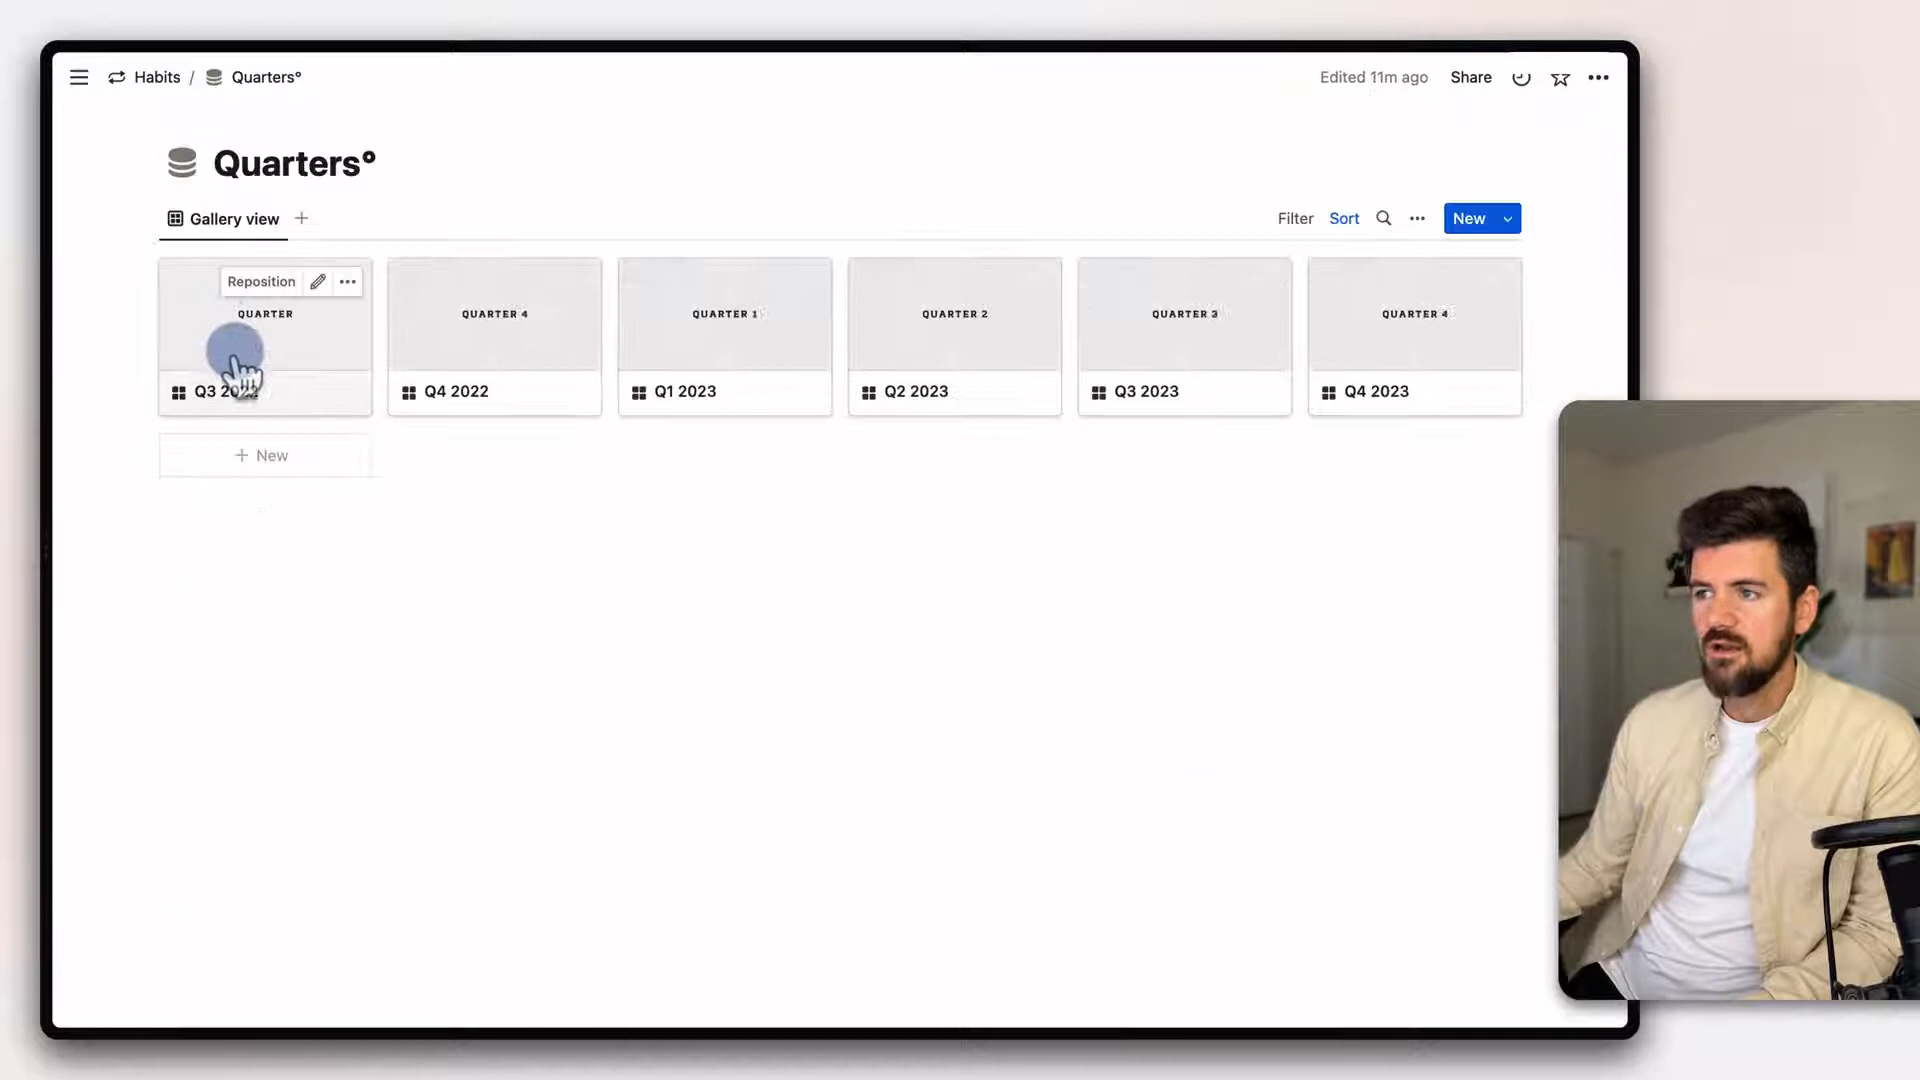 Habits / Quarters°
Edited 11m ago Share
Quarters°
Gallery view
Filter Sort New
Reposition
QUARTER
QUARTER 4
QUARTER 1
QUARTER 2
QUARTER 3
QUARTER 4
Q3
Q4 2022
Q1 2023
Q2 2023
Q3 2023
Q4 2023
+ New